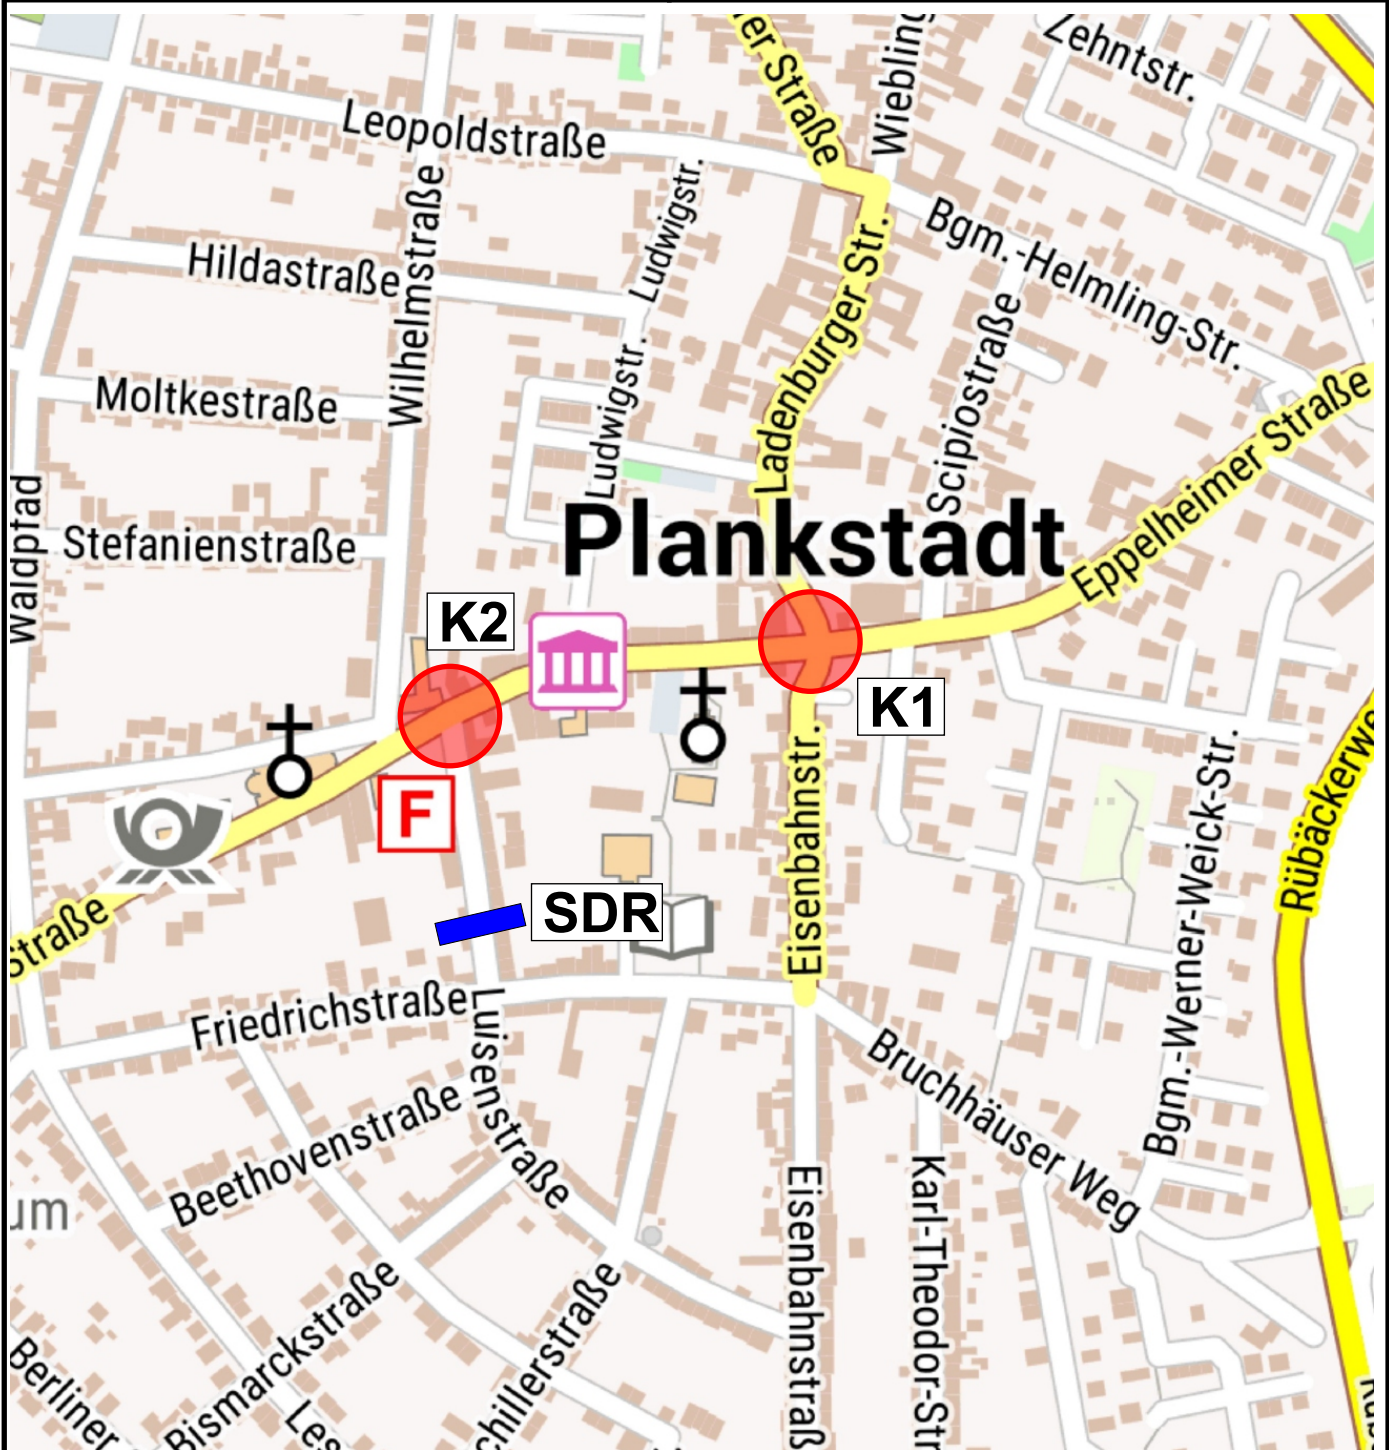 er Straße
Wiebling
Zehntstr.
Leopoldstraße
Ludwigstr.
Wilhelmstraße
Bgm.-Helmling-Str.
Hildastraße
Ladenburger Str.
Scipiostraße
Ludwigstr.
Moltkestraße
Eppelheimer Straße
Waldpfad
Stefanienstraße
Plankstadt
K2
K1
F
Eisenbahnstr.
Bgm.-Werner-Weick-Str.
Rübäckerwe
SDR
Straße
Friedrichstraße
Luisenstraße
Bruchhäuser Weg
Beethovenstraße
um
Eisenbahnstraß
Karl-Theodor-Str
Bismarckstraße
chillerstraße
Berliner
Les
Rüb